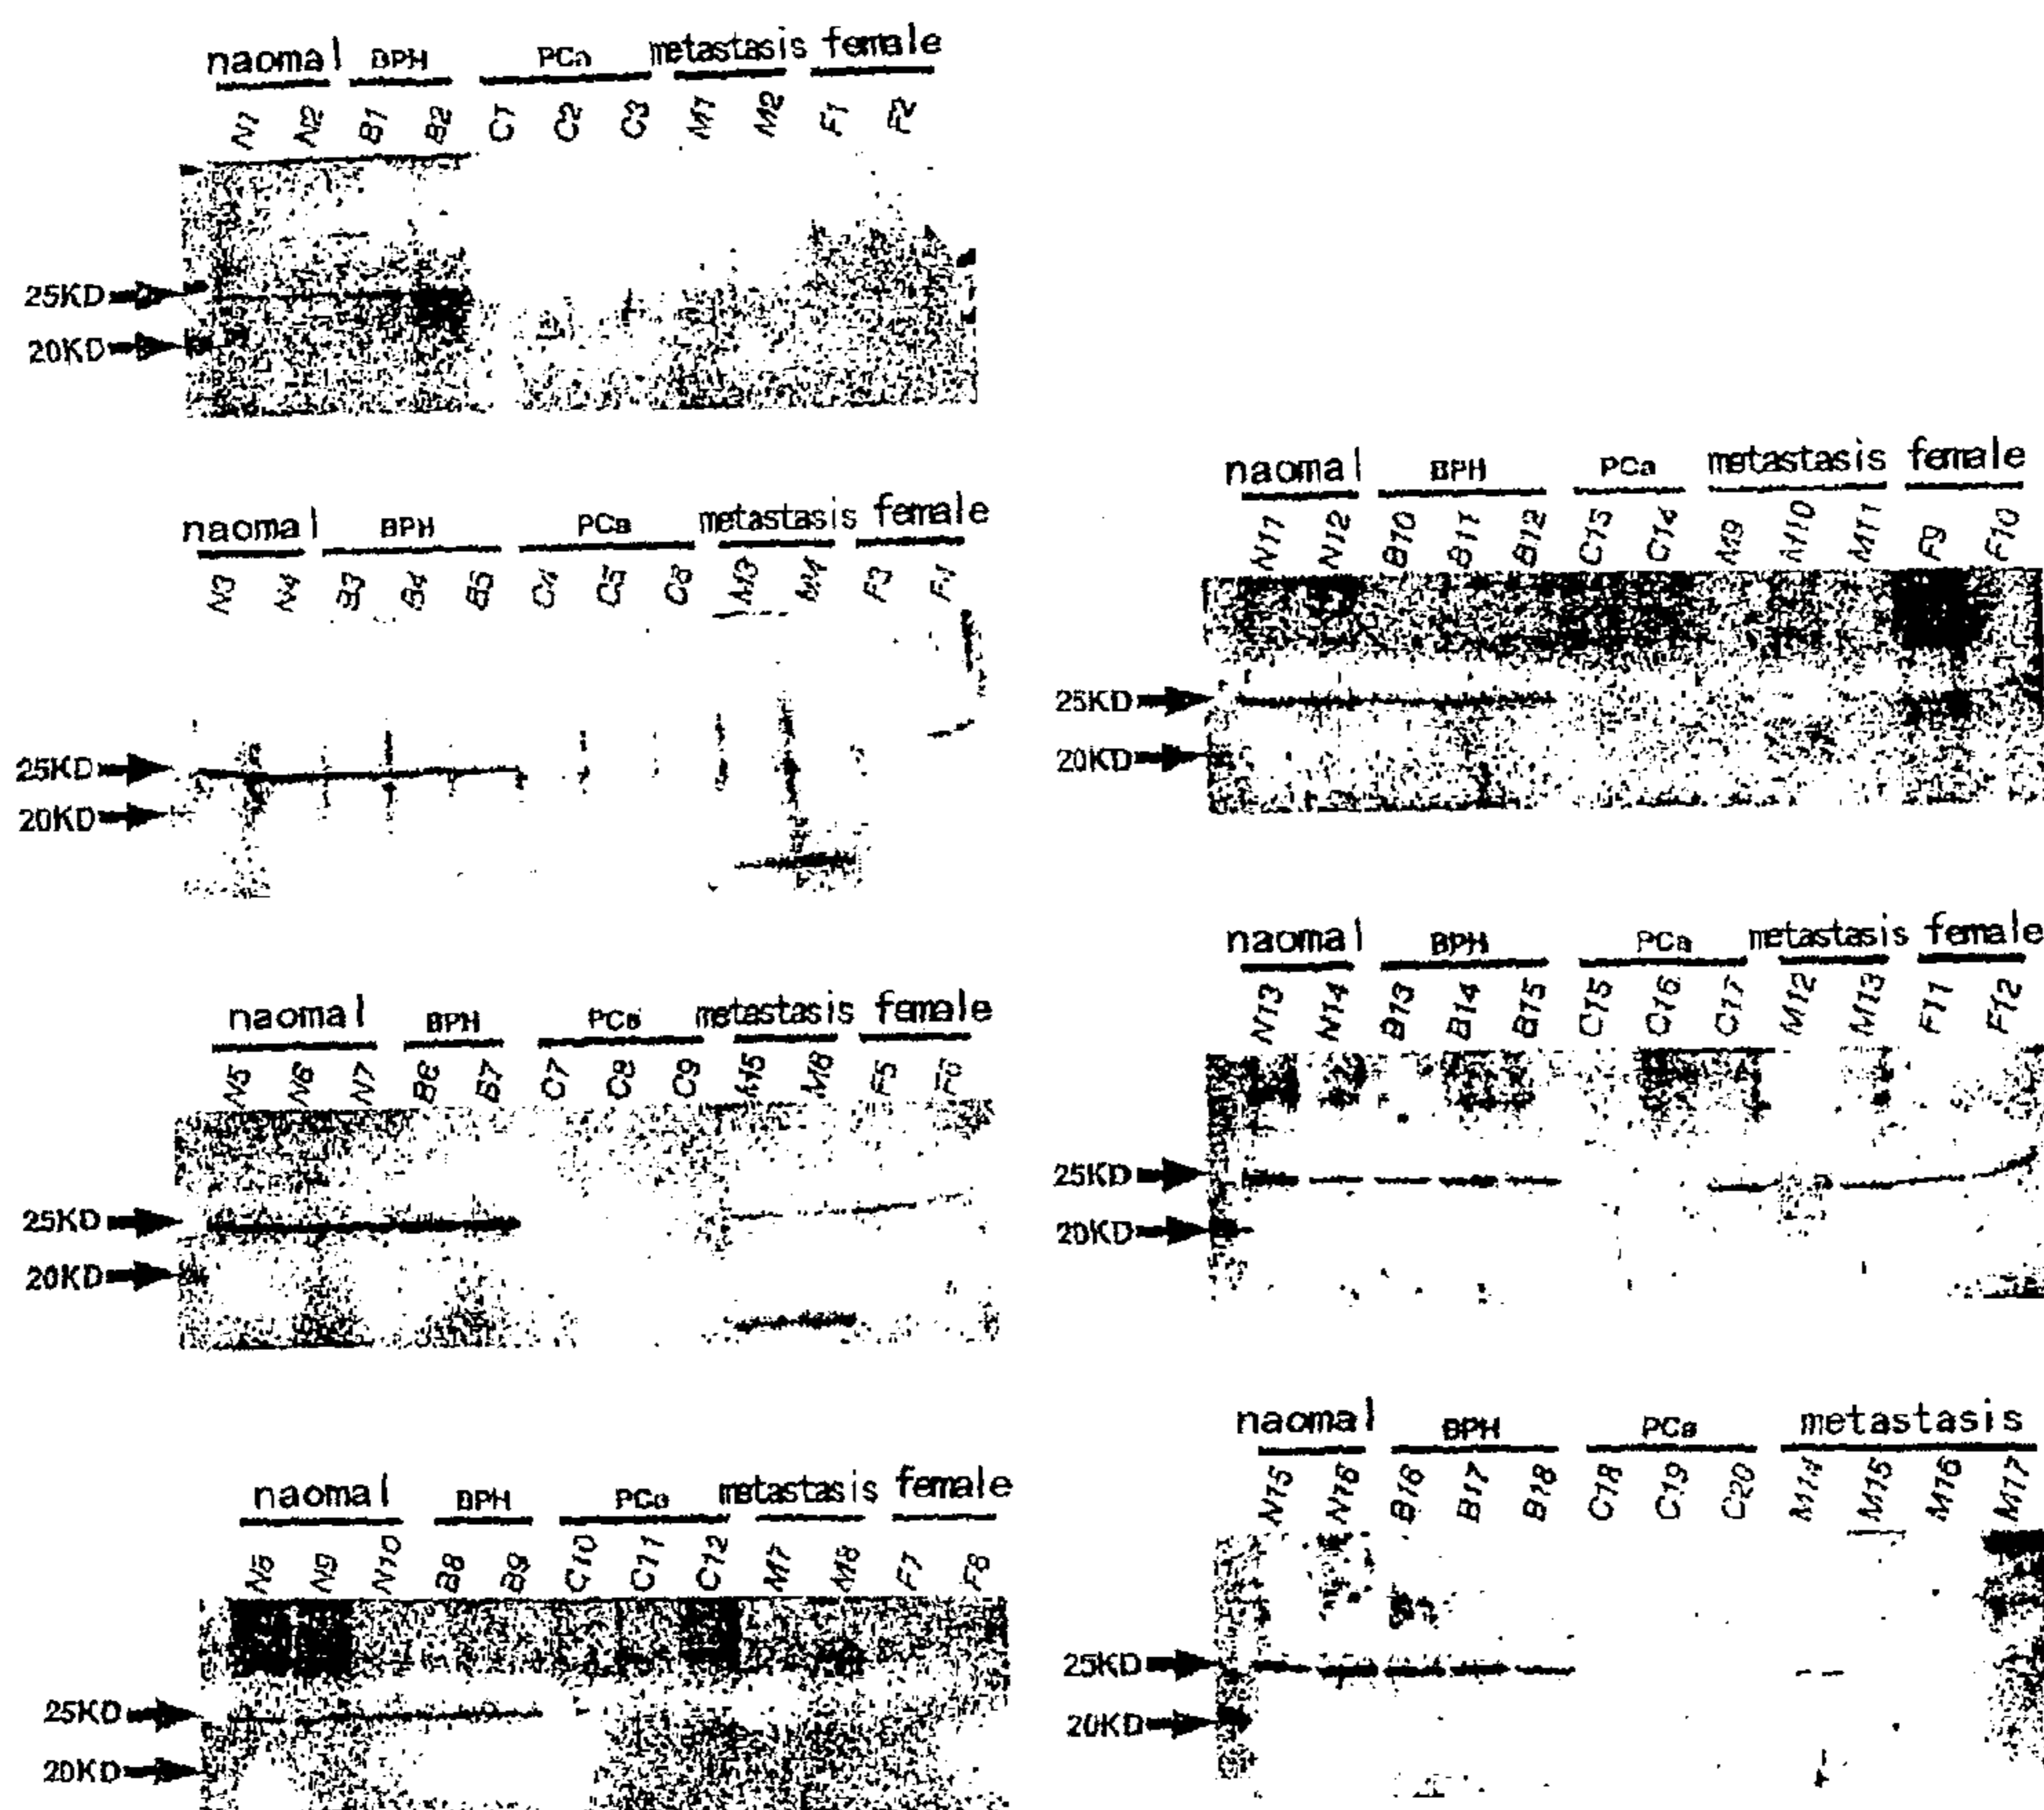 naomal BPH PCa metastasis female
N1 N2 B1 B2 C1 C2 C3 M1 M2 F1 F2
25KD
20KD
naomal BPH PCa metastasis female
N3 N4 B3 B4 B5 C4 C5 C6 M3 M4 F3 F4
25KD
20KD
naomal BPH PCa metastasis female
N5 N6 N7 B6 B7 C7 C8 C9 M5 M6 F5 F6
25KD
20KD
naomal BPH PCa metastasis female
N8 N9 N10 B8 B9 C10 C11 C12 M7 M8 F7 F8
25KD
20KD
naomal BPH PCa metastasis female
N11 N12 B10 B11 B12 C13 C14 M9 M10 M11 F9 F10
25KD
20KD
naomal BPH PCa metastasis female
N13 N14 B13 B14 B15 C15 C16 C17 M12 M13 F11 F12
25KD
20KD
naomal BPH PCa metastasis
N15 N16 B16 B17 B18 C18 C19 C20 M14 M15 M16 M17
25KD
20KD